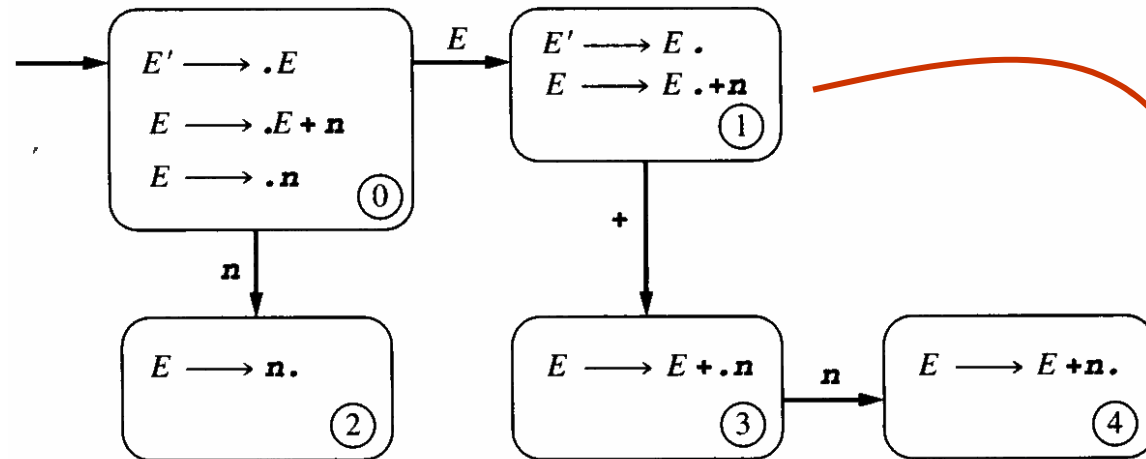 E' ⟶ .E
E ⟶ .E + n
E ⟶ .n
0
E
E' ⟶ E .
E ⟶ E .+n
1
n
+
E ⟶ n.
2
E ⟶ E +.n
3
n
E ⟶ E +n.
4